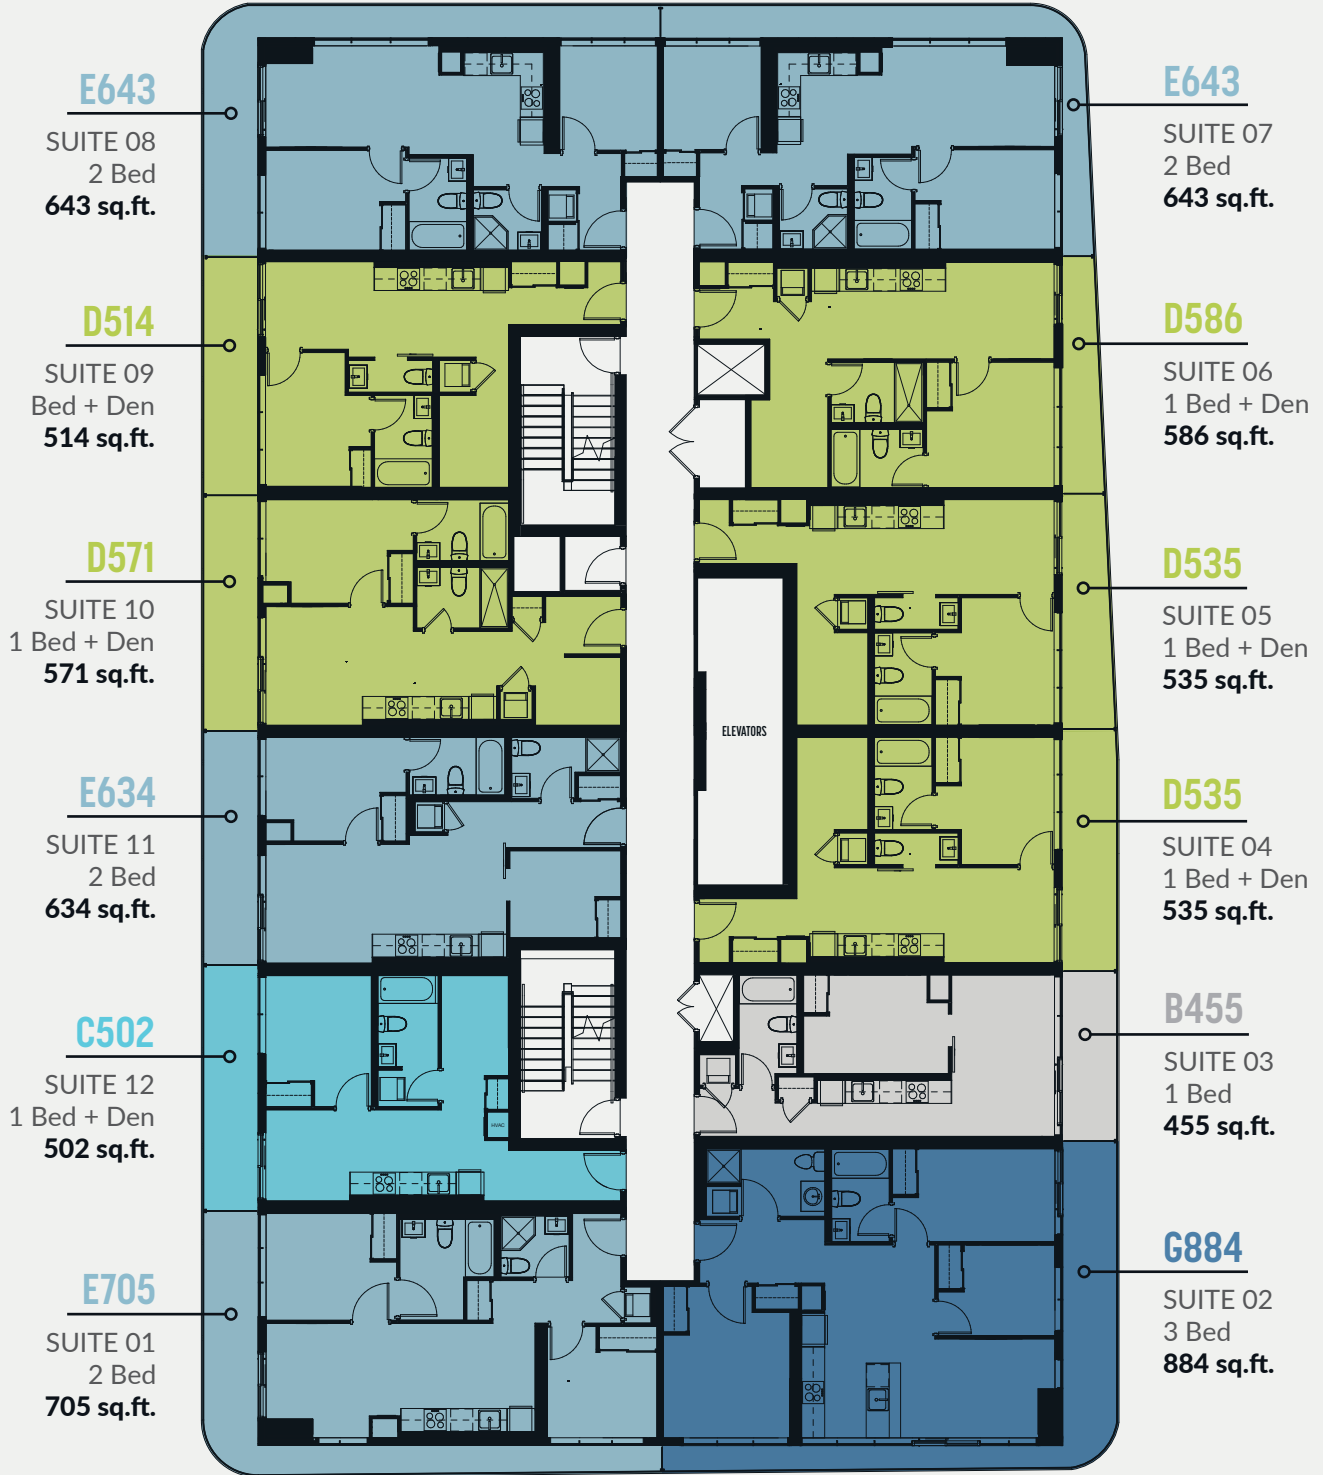 E643
SUITE 08
2 Bed
643 sq.ft.
D514
SUITE 09
Bed + Den
514 sq.ft.
D571
SUITE 10
1 Bed + Den
571 sq.ft.
E634
SUITE 11
2 Bed
634 sq.ft.
C502
SUITE 12
1 Bed + Den
502 sq.ft.
E705
SUITE 01
2 Bed
705 sq.ft.
ELEVATORS
HVAC
E643
SUITE 07
2 Bed
643 sq.ft.
D586
SUITE 06
1 Bed + Den
586 sq.ft.
D535
SUITE 05
1 Bed + Den
535 sq.ft.
D535
SUITE 04
1 Bed + Den
535 sq.ft.
B455
SUITE 03
1 Bed
455 sq.ft.
G884
SUITE 02
3 Bed
884 sq.ft.